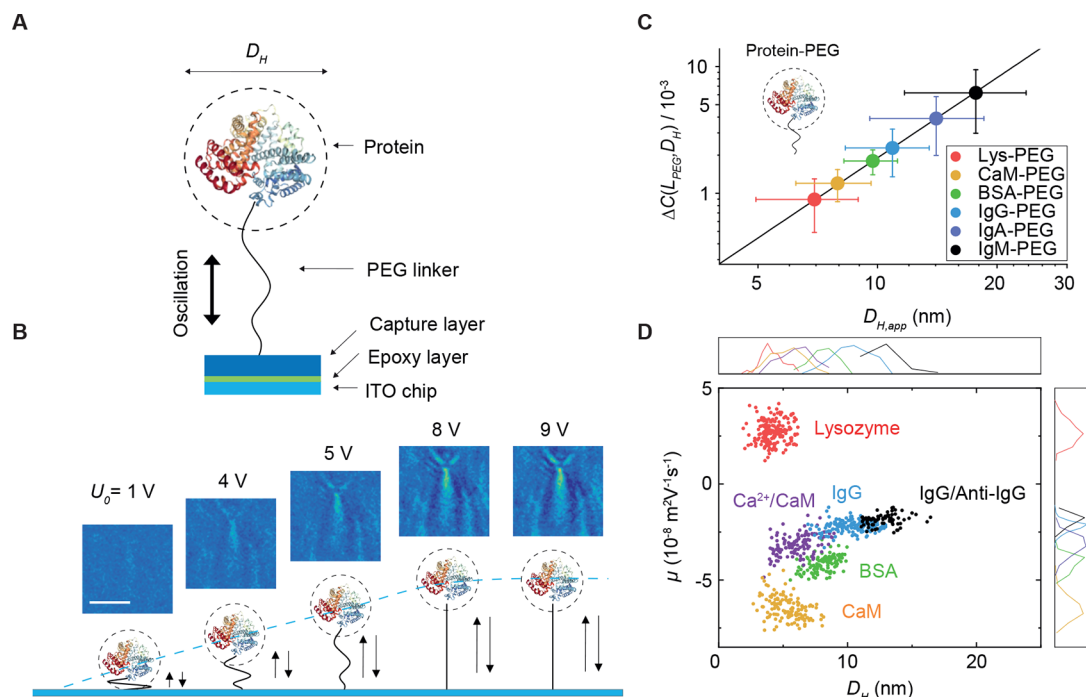 A
D_H
Protein
PEG linker
Oscillation
Capture layer
Epoxy layer
ITO chip
B
U_0 = 1 V
4 V
5 V
8 V
9 V
C
Protein-PEG
ΔC(L_PEG, D_H) / 10⁻³
10
5
1
Lys-PEG
CaM-PEG
BSA-PEG
IgG-PEG
IgA-PEG
IgM-PEG
5 10 20 30
D_H,app (nm)
D
μ (10⁻⁸ m²V⁻¹s⁻¹)
5
0
-5
Lysozyme
Ca²⁺/CaM
IgG
IgG/Anti-IgG
BSA
CaM
0 10 20
D_H (nm)